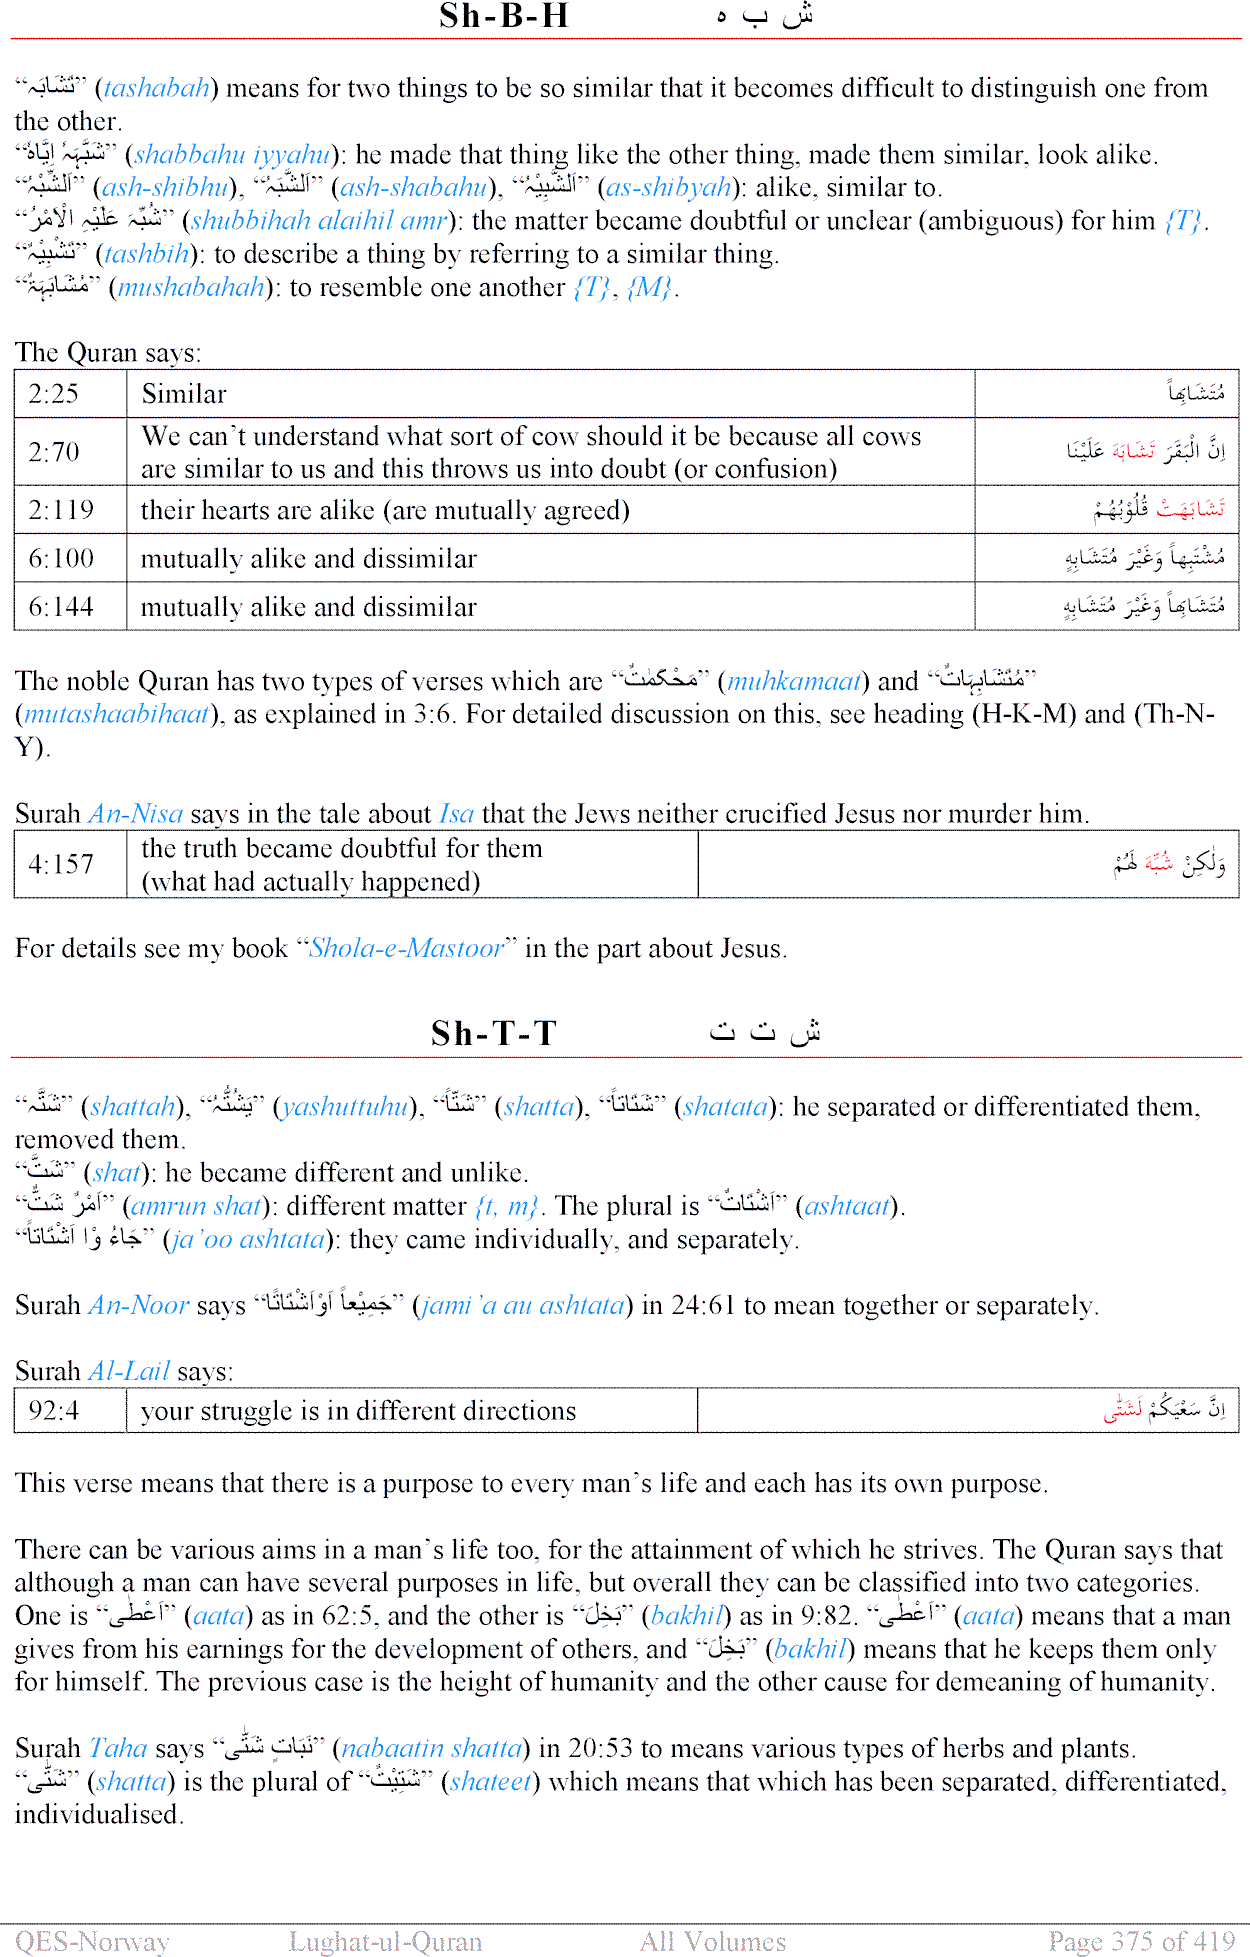 Sh-B-H ش ب ہ
“تَشَابَہَ” (tashabah) means for two things to be so similar that it becomes difficult to distinguish one from
the other.
“شَبَّہَہٗ اِیَّاہُ” (shabbahu iyyahu): he made that thing like the other thing, made them similar, look alike.
“اَلشِّبْہُ” (ash-shibhu), “اَلشَّبَہُ” (ash-shabahu), “اَلشَّبِیْہُ” (as-shibyah): alike, similar to.
“شُبِّہَ عَلَیْہِ الْاَمْرُ” (shubbihah alaihil amr): the matter became doubtful or unclear (ambiguous) for him {T}.
“تَشْبِیْہٌ” (tashbih): to describe a thing by referring to a similar thing.
“مُشَابَہَۃٌ” (mushabahah): to resemble one another {T}, {M}.
The Quran says:
2:25 Similar مُتَشَابِهاً
2:70 We can’t understand what sort of cow should it be because all cows
are similar to us and this throws us into doubt (or confusion) اِنَّ الْبَقَرَ تَشَابَهَ عَلَيْنَا
2:119 their hearts are alike (are mutually agreed) تَشَابَهَتْ قُلُوْبُهُمْ
6:100 mutually alike and dissimilar مُشْتَبِهاً وَغَيْرَ مُتَشَابِهٍ
6:144 mutually alike and dissimilar مُتَشَابِهاً وَغَيْرَ مُتَشَابِهٍ
The noble Quran has two types of verses which are “مَحْکَمٰتٌ” (muhkamaat) and “مُتَشَابِہَاتٌ”
(mutashaabihaat), as explained in 3:6. For detailed discussion on this, see heading (H-K-M) and (Th-N-
Y).
Surah An-Nisa says in the tale about Isa that the Jews neither crucified Jesus nor murder him.
4:157 the truth became doubtful for them
(what had actually happened) وَلٰكِنْ شُبِّهَ لَهُمْ
For details see my book “Shola-e-Mastoor” in the part about Jesus.
Sh-T-T ش ت ت
“شَتَّہ” (shattah), “یَشُتُّہُ” (yashuttuhu), “شَتّاً” (shatta), “شَتَاتاً” (shatata): he separated or differentiated them,
removed them.
“شَتَّ” (shat): he became different and unlike.
“اَمْرٌ شَتٌّ” (amrun shat): different matter {t, m}. The plural is “اَشْتَاتٌ” (ashtaat).
“جَاءُ وْا اَشْتَاتاً” (ja’oo ashtata): they came individually, and separately.
Surah An-Noor says “جَمِیْعاً اَوْاَشْتَاتًا” (jami’a au ashtata) in 24:61 to mean together or separately.
Surah Al-Lail says:
92:4 your struggle is in different directions اِنَّ سَعْيَكُمْ لَشَتّٰى
This verse means that there is a purpose to every man’s life and each has its own purpose.
There can be various aims in a man’s life too, for the attainment of which he strives. The Quran says that
although a man can have several purposes in life, but overall they can be classified into two categories.
One is “اَعْطٰی” (aata) as in 62:5, and the other is “بَخِلَ” (bakhil) as in 9:82. “اَعْطٰی” (aata) means that a man
gives from his earnings for the development of others, and “بَخِلَ” (bakhil) means that he keeps them only
for himself. The previous case is the height of humanity and the other cause for demeaning of humanity.
Surah Taha says “نَبَاتٍ شَتّٰی” (nabaatin shatta) in 20:53 to means various types of herbs and plants.
“شَتّٰی” (shatta) is the plural of “شَتِیْتٌ” (shateet) which means that which has been separated, differentiated,
individualised.
QES-Norway Lughat-ul-Quran All Volumes Page 375 of 419